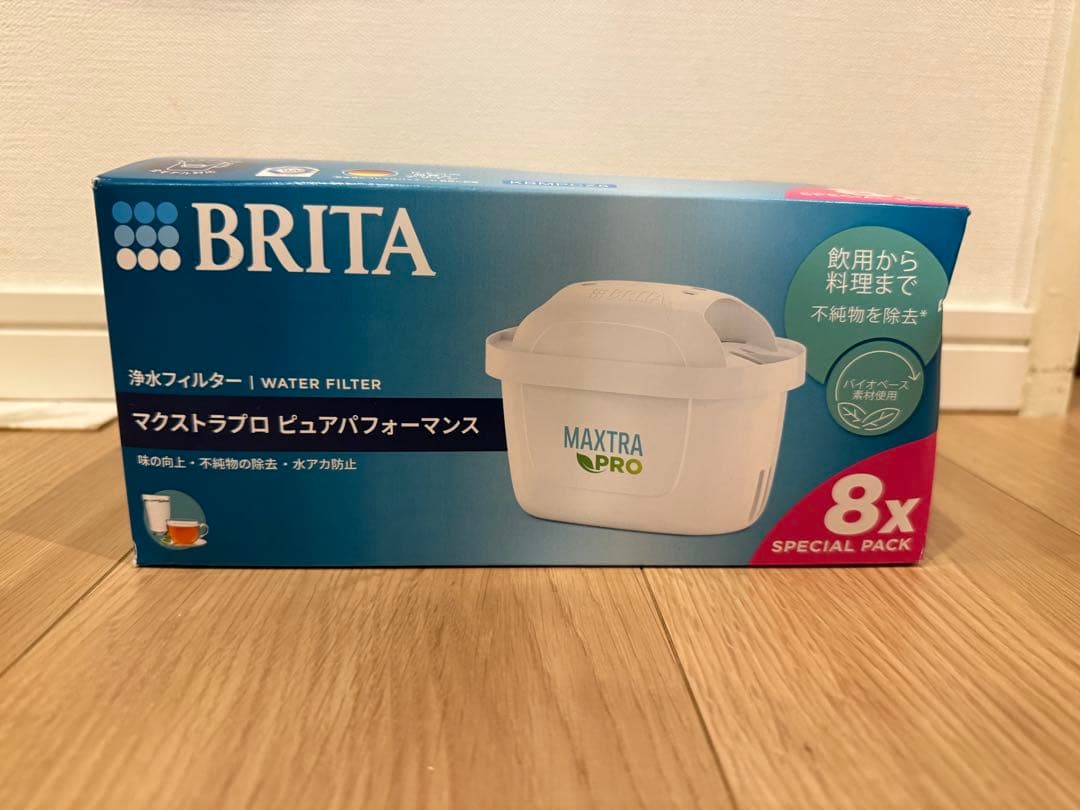 BRITA
浄水フィルター | WATER FILTER
マクストラプロ ピュアパフォーマンス
味の向上・不純物の除去・水アカ防止
BRITA
MAXTRA
PRO
飲用から
料理まで
不純物を除去*
バイオベース
素材使用
8x
SPECIAL PACK